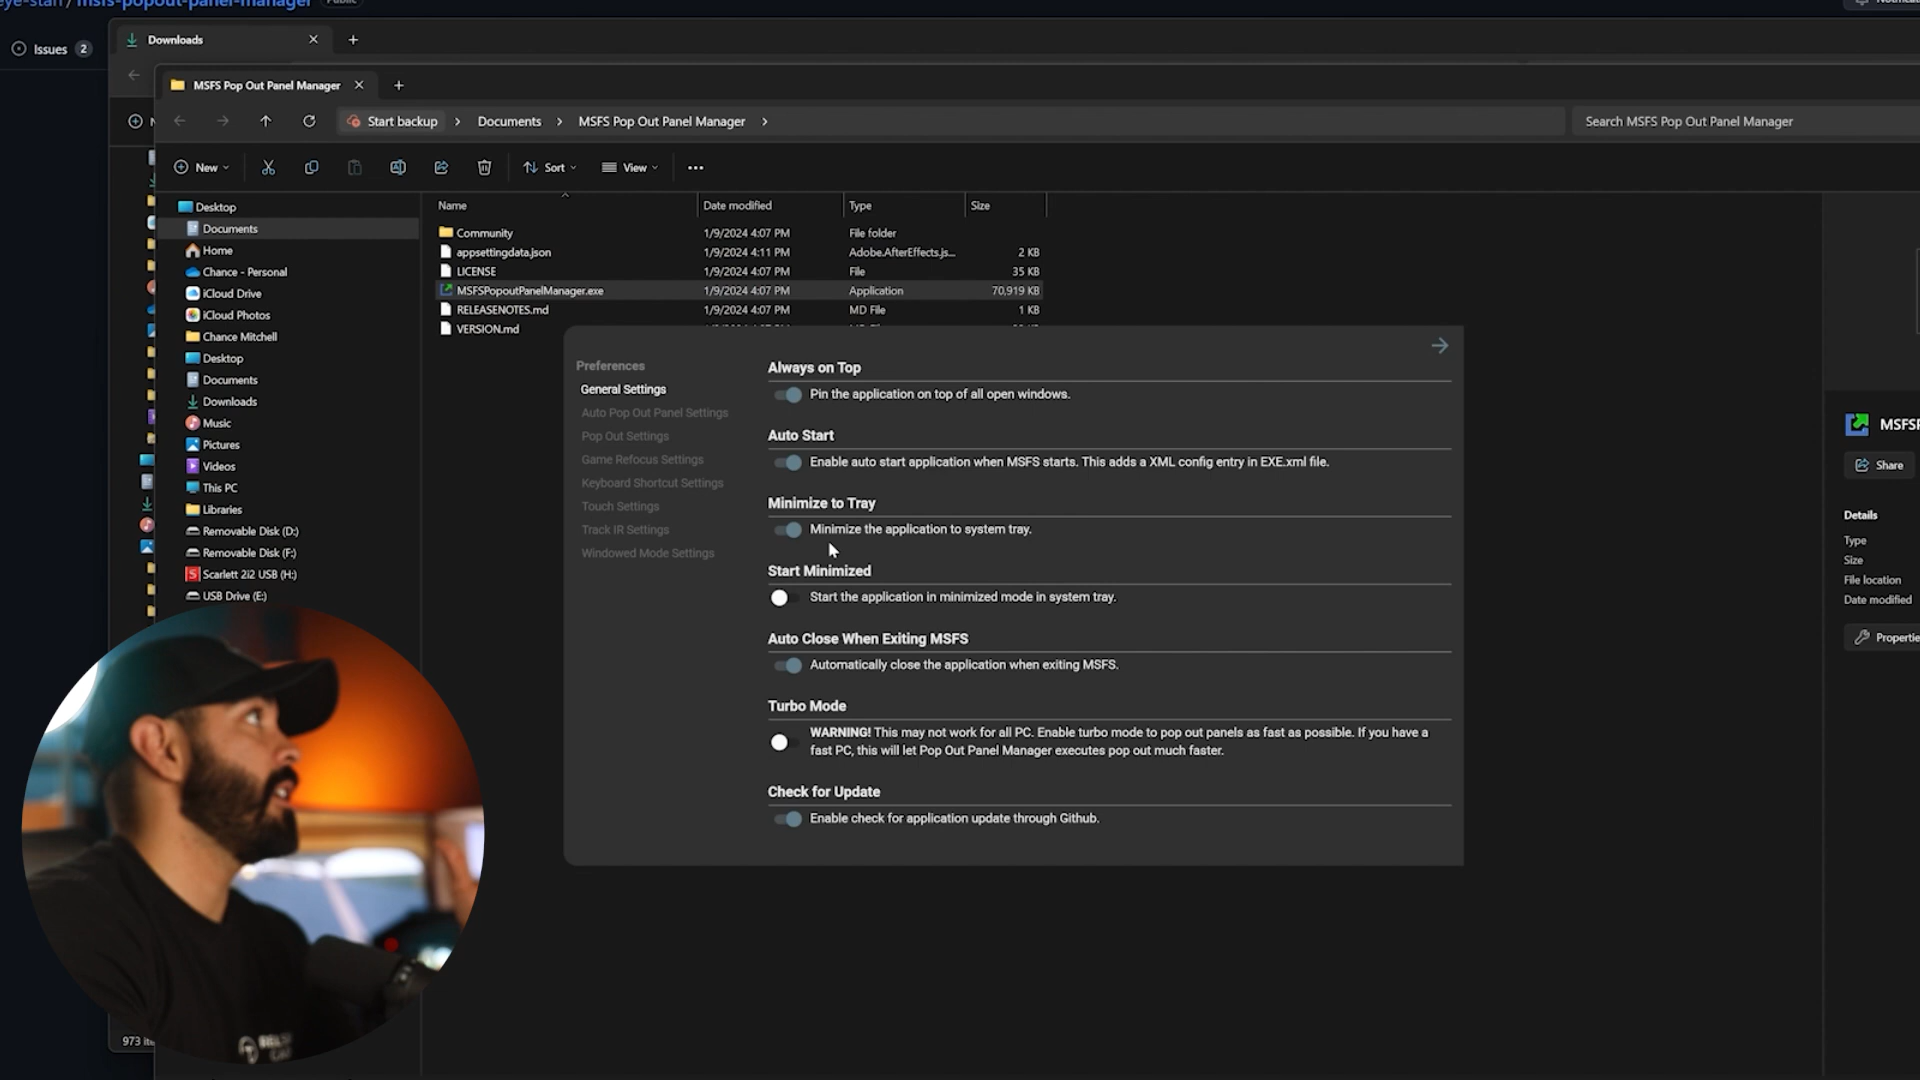 msfs-popout-panel-manager Public
Issues 2
Downloads
MSFS Pop Out Panel Manager
Start backup > Documents > MSFS Pop Out Panel Manager >
Search MSFS Pop Out Panel Manager
New
Sort
View
Name Date modified Type Size
Community 1/9/2024 4:07 PM File folder
appsettingdata.json 1/9/2024 4:11 PM Adobe.AfterEffects.js... 2 KB
LICENSE 1/9/2024 4:07 PM File 35 KB
MSFSPopoutPanelManager.exe 1/9/2024 4:07 PM Application 70,919 KB
RELEASENOTES.md 1/9/2024 4:07 PM MD File 1 KB
VERSION.md
Desktop
Documents
Home
Chance - Personal
iCloud Drive
iCloud Photos
Chance Mitchell
Desktop
Documents
Downloads
Music
Pictures
Videos
This PC
Libraries
Removable Disk (D:)
Removable Disk (F:)
Scarlett 2i2 USB (H:)
USB Drive (E:)
Preferences
General Settings
Auto Pop Out Panel Settings
Pop Out Settings
Game Refocus Settings
Keyboard Shortcut Settings
Touch Settings
Track IR Settings
Windowed Mode Settings
Always on Top
Pin the application on top of all open windows.
Auto Start
Enable auto start application when MSFS starts. This adds a XML config entry in EXE.xml file.
Minimize to Tray
Minimize the application to system tray.
Start Minimized
Start the application in minimized mode in system tray.
Auto Close When Exiting MSFS
Automatically close the application when exiting MSFS.
Turbo Mode
WARNING! This may not work for all PC. Enable turbo mode to pop out panels as fast as possible. If you have a
fast PC, this will let Pop Out Panel Manager executes pop out much faster.
Check for Update
Enable check for application update through Github.
MSFSP
Share
Details
Type
Size
File location
Date modified
Propertie
973 ite